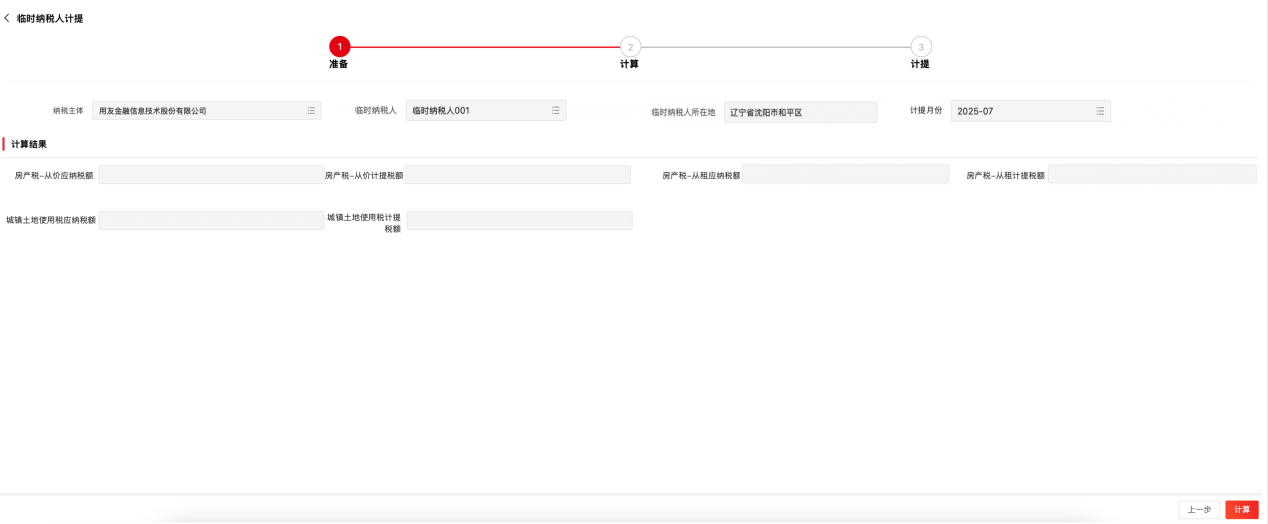 临时纳税人计提
1
2
3
准备
计算
计提
纳税主体 用友金融信息技术股份有限公司 临时纳税人 临时纳税人001 临时纳税人所在地 辽宁省沈阳市和平区 计提月份 2025-07
计算结果
房产税-从价应纳税额 房产税-从价计提税额 房产税-从租应纳税额 房产税-从租计提税额
城镇土地使用税应纳税额 城镇土地使用税计提
税额
上一步 计算